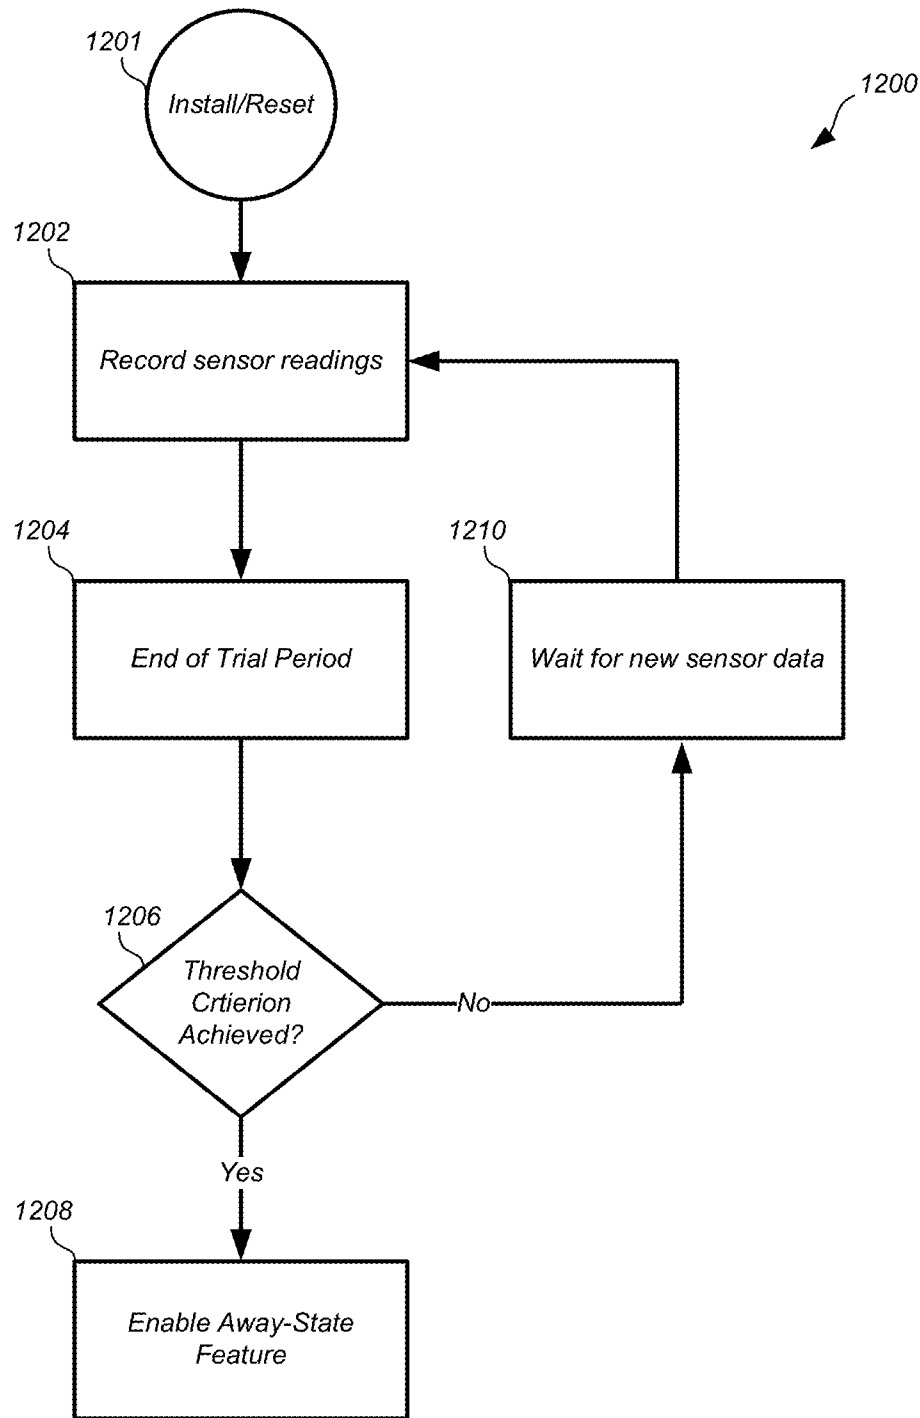 1201
Install/Reset
1200
1202
Record sensor readings
1204
End of Trial Period
1210
Wait for new sensor data
1206
Threshold
Crtierion
Achieved?
No
Yes
1208
Enable Away-State
Feature